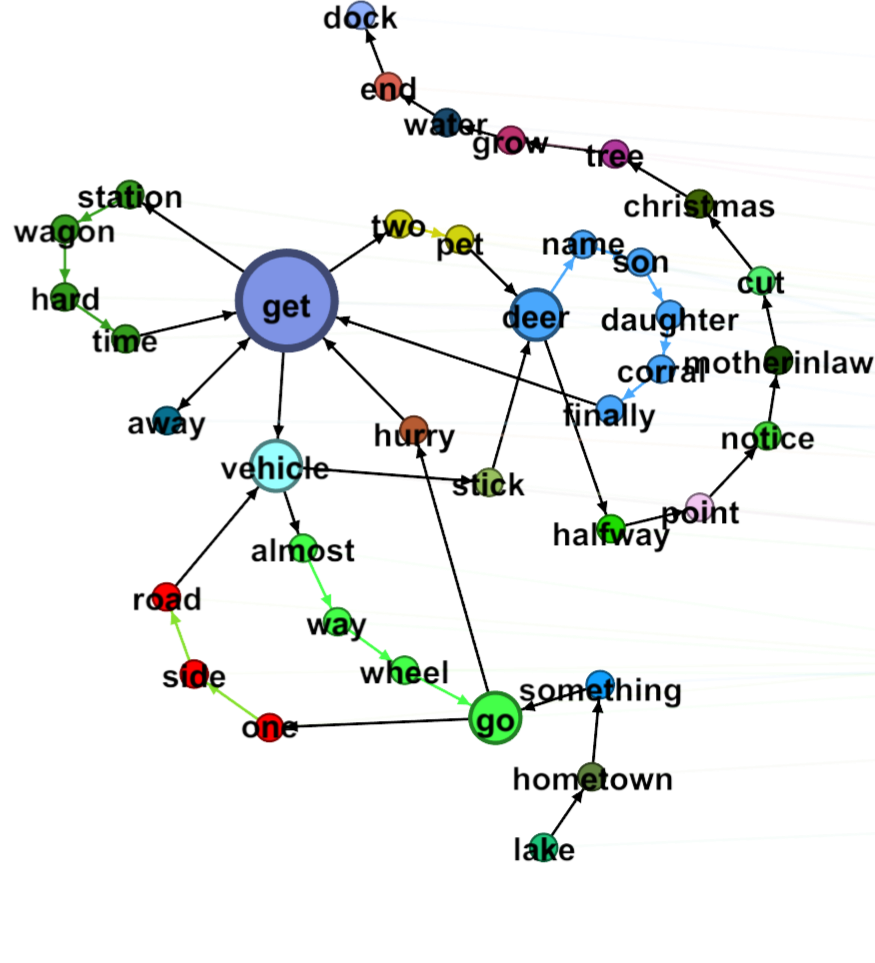 dock
end
water
grow
tree
station
christmas
two
wagon
pet
name
son
cut
hard
get
deer
daughter
time
motherinlaw
corral
finally
away
hurry
notice
vehicle
stick
point
halfway
almost
road
way
wheel
side
something
go
one
hometown
lake